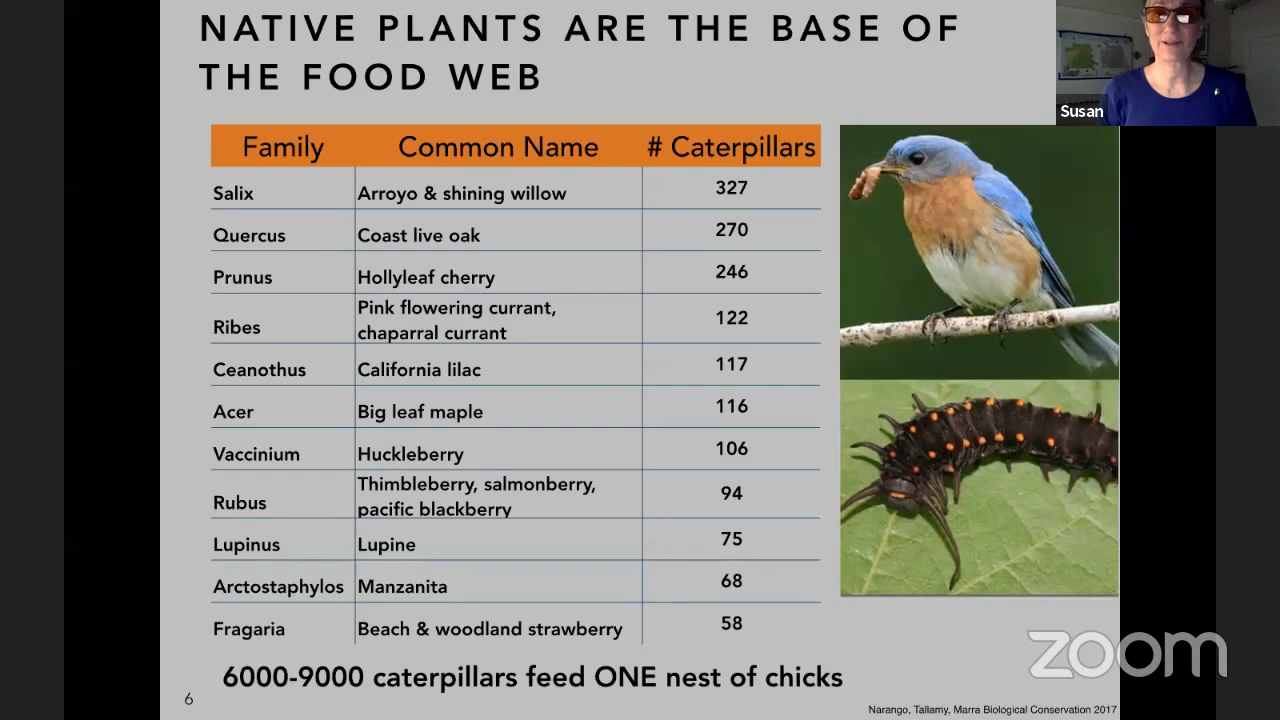 NATIVE PLANTS ARE THE BASE OF
THE FOOD WEB
Susan
Family Common Name # Caterpillars
Salix Arroyo & shining willow 327
Quercus Coast live oak 270
Prunus Hollyleaf cherry 246
Ribes Pink flowering currant, chaparral currant 122
Ceanothus California lilac 117
Acer Big leaf maple 116
Vaccinium Huckleberry 106
Rubus Thimbleberry, salmonberry, pacific blackberry 94
Lupinus Lupine 75
Arctostaphylos Manzanita 68
Fragaria Beach & woodland strawberry 58
6000-9000 caterpillars feed ONE nest of chicks
zoom
6
Narango, Tallamy, Marra Biological Conservation 2017